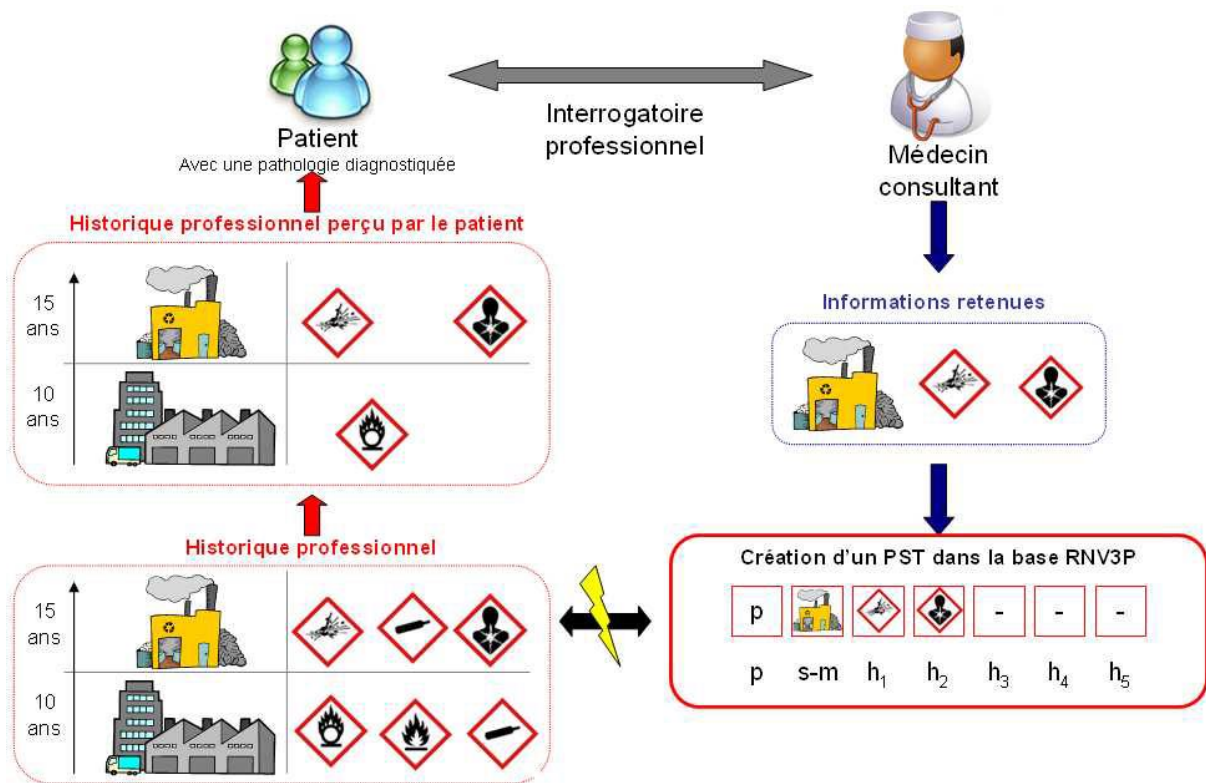 Patient
Avec une pathologie diagnostiquée
Interrogatoire
professionnel
Médecin
consultant
Historique professionnel perçu par le patient
15
ans
10
ans
Informations retenues
Historique professionnel
15
ans
10
ans
Création d'un PST dans la base RNV3P
p - - -
p s-m h1 h2 h3 h4 h5